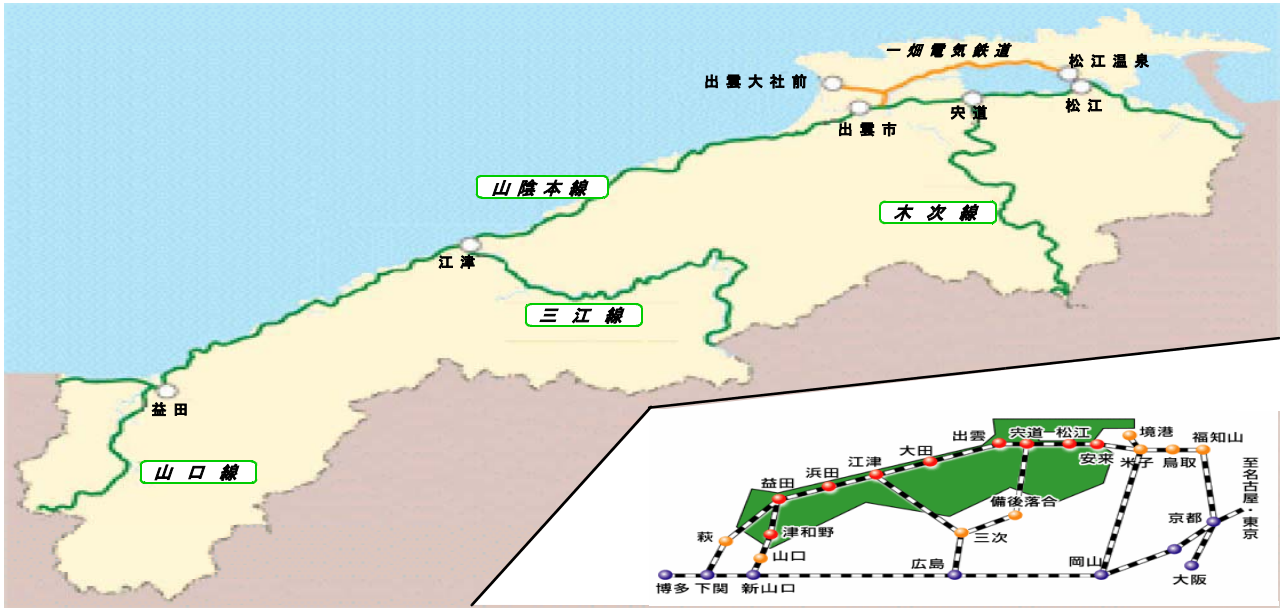 一畑電気鉄道
松江温泉
出雲大社前
松江
宍道
出雲市
山陰本線
木次線
江津
三江線
益田
山口線
境港
福知山
出雲
宍道
松江
安来
米子
鳥取
大田
江津
浜田
益田
至名古屋・東京
備後落合
京都
津和野
三次
萩
山口
広島
岡山
大阪
博多
下関
新山口